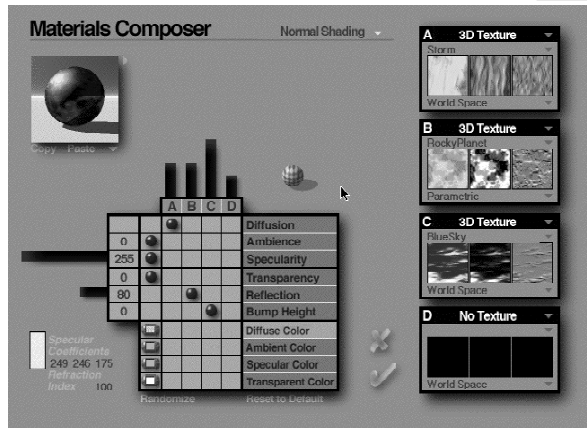 Materials Composer
Normal Shading
Copy Paste
A B C D
Diffusion
0 Ambience
255 Specularity
0 Transparency
80 Reflection
0 Bump Height
Diffuse Color
Ambient Color
Specular Color
Transparent Color
Specular
Coefficients
249 246 175
Refraction
Index 100
Randomize Reset to Default
A 3D Texture
Storm
World Space
B 3D Texture
RockyPlanet
Parametric
C 3D Texture
BlueSky
World Space
D No Texture
World Space